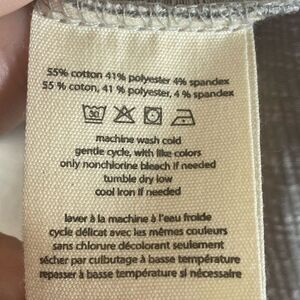 55% cotton 41% polyester 4% spandex
55 % coton, 41 % polyester, 4 % spandex
30
machine wash cold
gentle cycle, with like colors
only nonchlorine bleach if needed
tumble dry low
cool iron if needed
laver à la machine à l'eau froide
cycle délicat avec les mêmes couleurs
sans chlorure décolorant seulement
sécher par culbutage à basse température
repasser à basse température si nécessaire